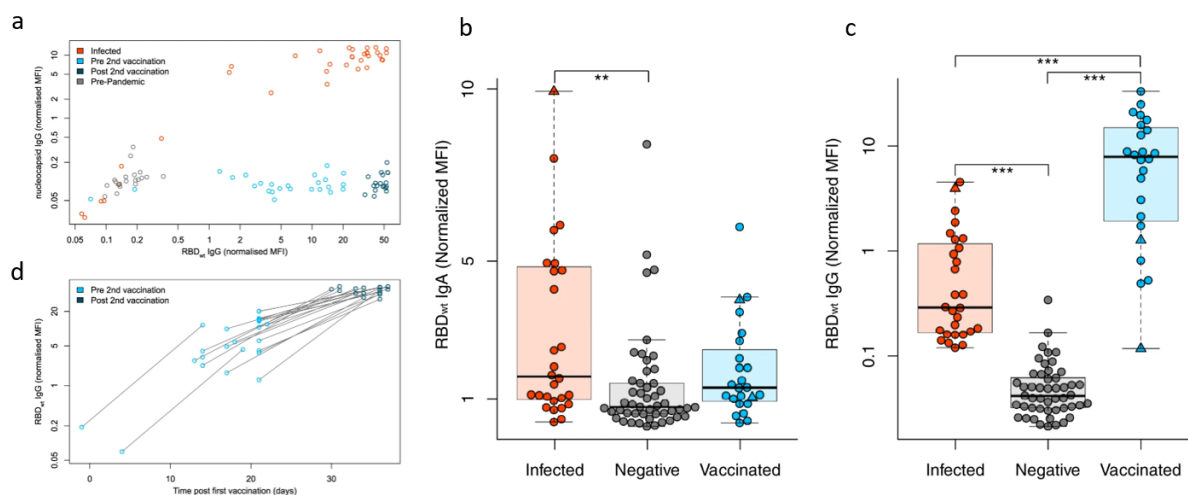 a
nucleocapsid IgG (normalised MFI)
10
5
2
1
0.5
0.2
0.1
0.05
Infected
Pre 2nd vaccination
Post 2nd vaccination
Pre-Pandemic
0.05 0.1 0.2 0.5 1 2 5 10 20 50
RBDwt IgG (normalised MFI)
d
RBDwt IgG (normalised MFI)
20
5
1
0.2
0.05
Pre 2nd vaccination
Post 2nd vaccination
0 10 20 30
Time post first vaccination (days)
b
RBDwt IgA (Normalized MFI)
10
5
1
**
Infected Negative Vaccinated
c
RBDwt IgG (Normalized MFI)
10
1
0.1
***
***
***
Infected Negative Vaccinated